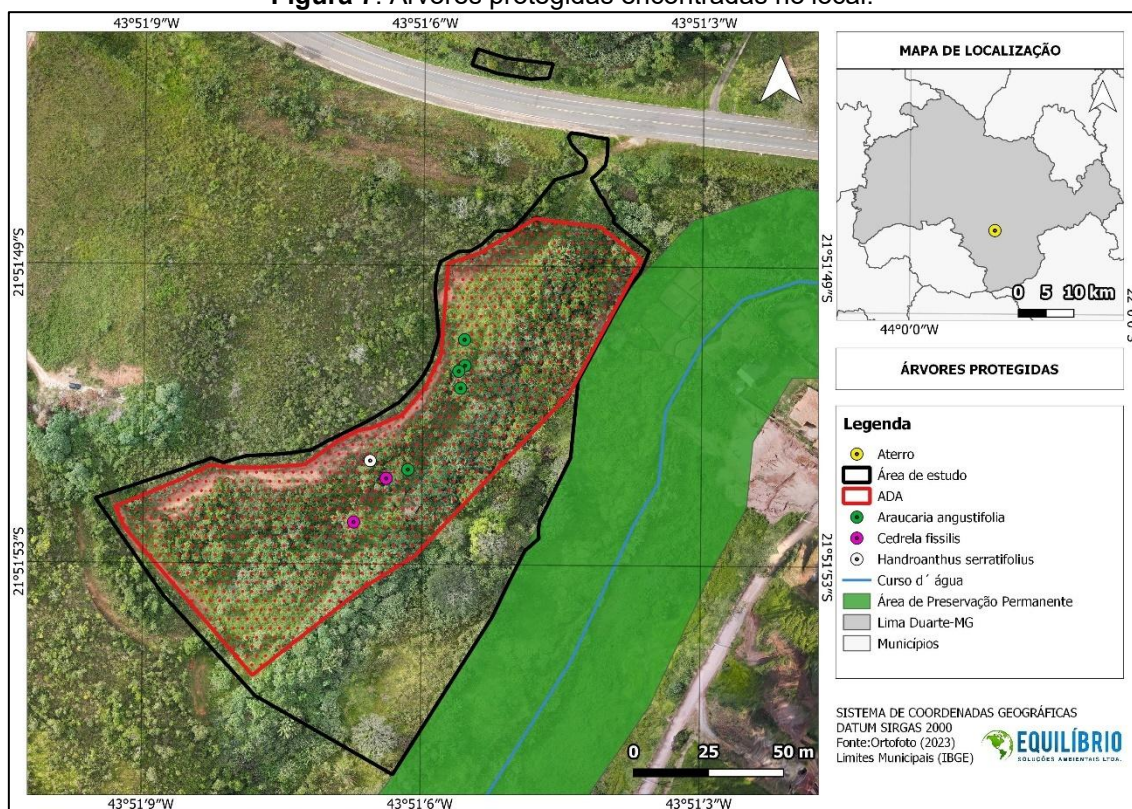 Figura 7. Árvores protegidas encontradas no local.
43°51'9"W 43°51'6"W 43°51'3"W
21°51'49"S
21°51'53"S
21°51'49"S
21°51'53"S
0 25 50 m
43°51'9"W 43°51'6"W 43°51'3"W
MAPA DE LOCALIZAÇÃO
0 5 10 km
44°0'0"W
ÁRVORES PROTEGIDAS
Legenda
Aterro
Área de estudo
ADA
Araucaria angustifolia
Cedrela fissilis
Handroanthus serratifolius
Curso d´ água
Área de Preservação Permanente
Lima Duarte-MG
Municípios
SISTEMA DE COORDENADAS GEOGRÁFICAS
DATUM SIRGAS 2000
Fonte:Ortofoto (2023)
Limites Municipais (IBGE)
EQUILÍBRIO
SOLUÇÕES AMBIENTAIS LTDA.